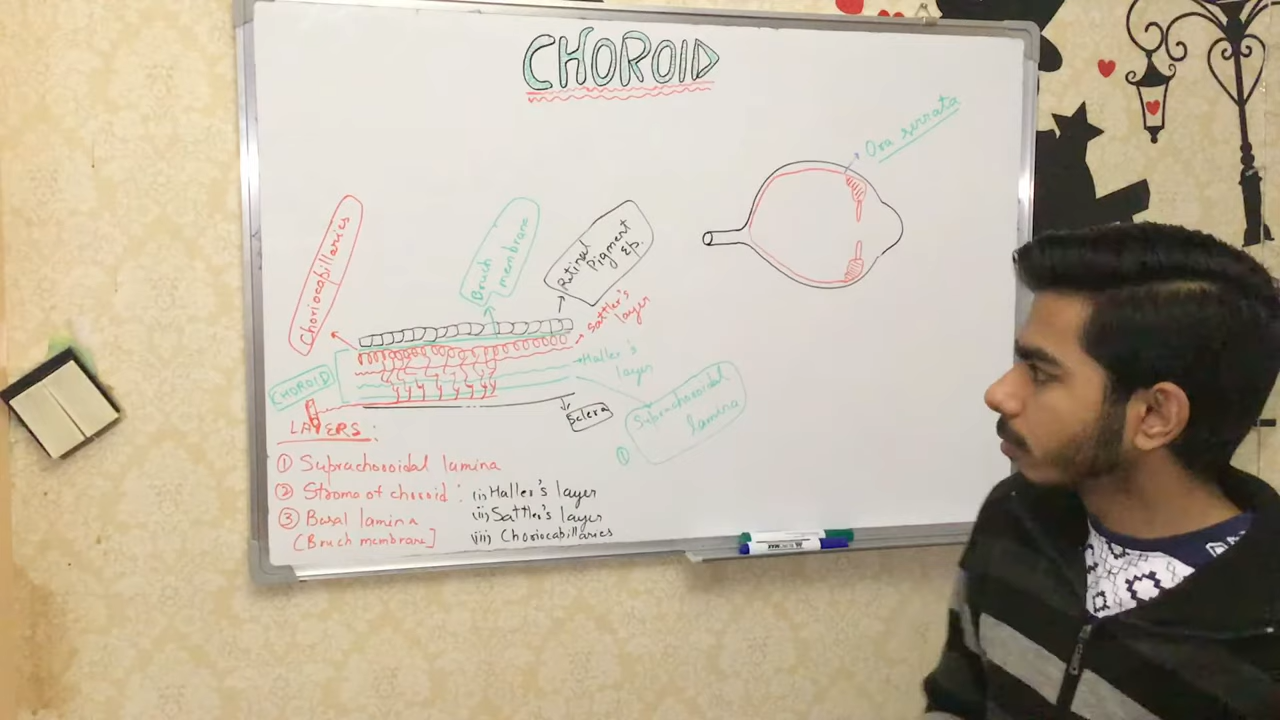 CHOROID
Ora serrata
Choriocapillaries
Bruch
membrane
Retinal
Pigment
Ep.
Sattler's
layer
Haller's
layer
CHOROID
Suprachoroidal
lamina
①
Sclera
LAYERS:
① Suprachoroidal lamina
② Stroma of choroid : (i) Haller's layer
(ii) Sattler's layer
(iii) Choriocapillaries
③ Basal lamina
[Bruch membrane]